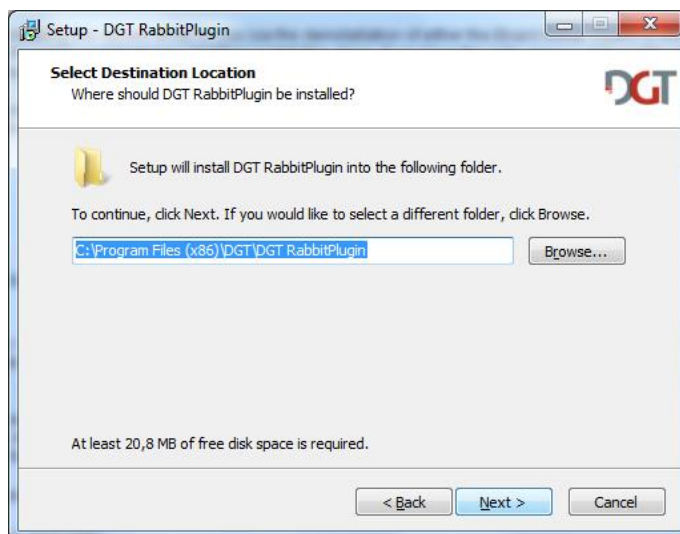 Setup - DGT RabbitPlugin
Select Destination Location
Where should DGT RabbitPlugin be installed?
DGT
Setup will install DGT RabbitPlugin into the following folder.
To continue, click Next. If you would like to select a different folder, click Browse.
C:\Program Files (x86)\DGT\DGT RabbitPlugin
Browse...
At least 20,8 MB of free disk space is required.
< Back
Next >
Cancel